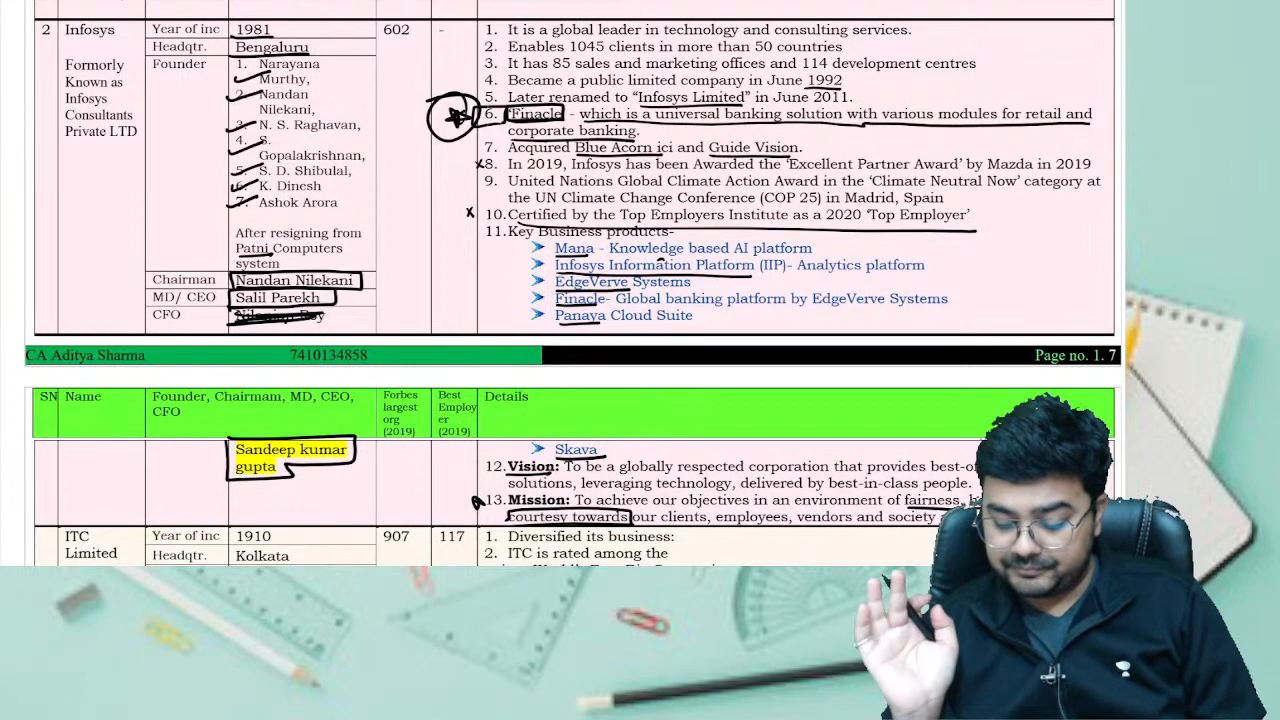 2 Infosys Year of inc 1981 602 - 1. It is a global leader in technology and consulting services.
Headqtr. Bengaluru 2. Enables 1045 clients in more than 50 countries
Formorly Founder 1. Narayana 3. It has 85 sales and marketing offices and 114 development centres
Known as Murthy, 4. Became a public limited company in June 1992
Infosys 2. Nandan 5. Later renamed to “Infosys Limited” in June 2011.
Consultants Nilekani, 6. ‘Finacle - which is a universal banking solution with various modules for retail and
Private LTD 3. N. S. Raghavan, corporate banking.
4. S. 7. Acquired Blue Acorn ici and Guide Vision.
Gopalakrishnan, 8. In 2019, Infosys has been Awarded the ‘Excellent Partner Award’ by Mazda in 2019
5. S. D. Shibulal, 9. United Nations Global Climate Action Award in the ‘Climate Neutral Now’ category at
6. K. Dinesh the UN Climate Change Conference (COP 25) in Madrid, Spain
7. Ashok Arora 10. Certified by the Top Employers Institute as a 2020 ‘Top Employer’
After resigning from 11. Key Business products-
Patni Computers ➤ Mana - Knowledge based AI platform
system ➤ Infosys Information Platform (IIP)- Analytics platform
Chairman Nandan Nilekani ➤ EdgeVerve Systems
MD/ CEO Salil Parekh ➤ Finacle- Global banking platform by EdgeVerve Systems
CFO ➤ Panaya Cloud Suite
CA Aditya Sharma 7410134858 Page no. 1. 7
SN Name Founder, Chairmam, MD, CEO, Forbes Best Details
CFO largest Employ
org er
(2019) (2019)
Sandeep kumar ➤ Skava
gupta 12. Vision: To be a globally respected corporation that provides
solutions, leveraging technology, delivered by best-in-class people.
13. Mission: To achieve our objectives in an environment of fairness,
courtesy towards our clients, employees, vendors and society
ITC Year of inc 1910 907 117 1. Diversified its business:
Limited Headqtr. Kolkata 2. ITC is rated among the